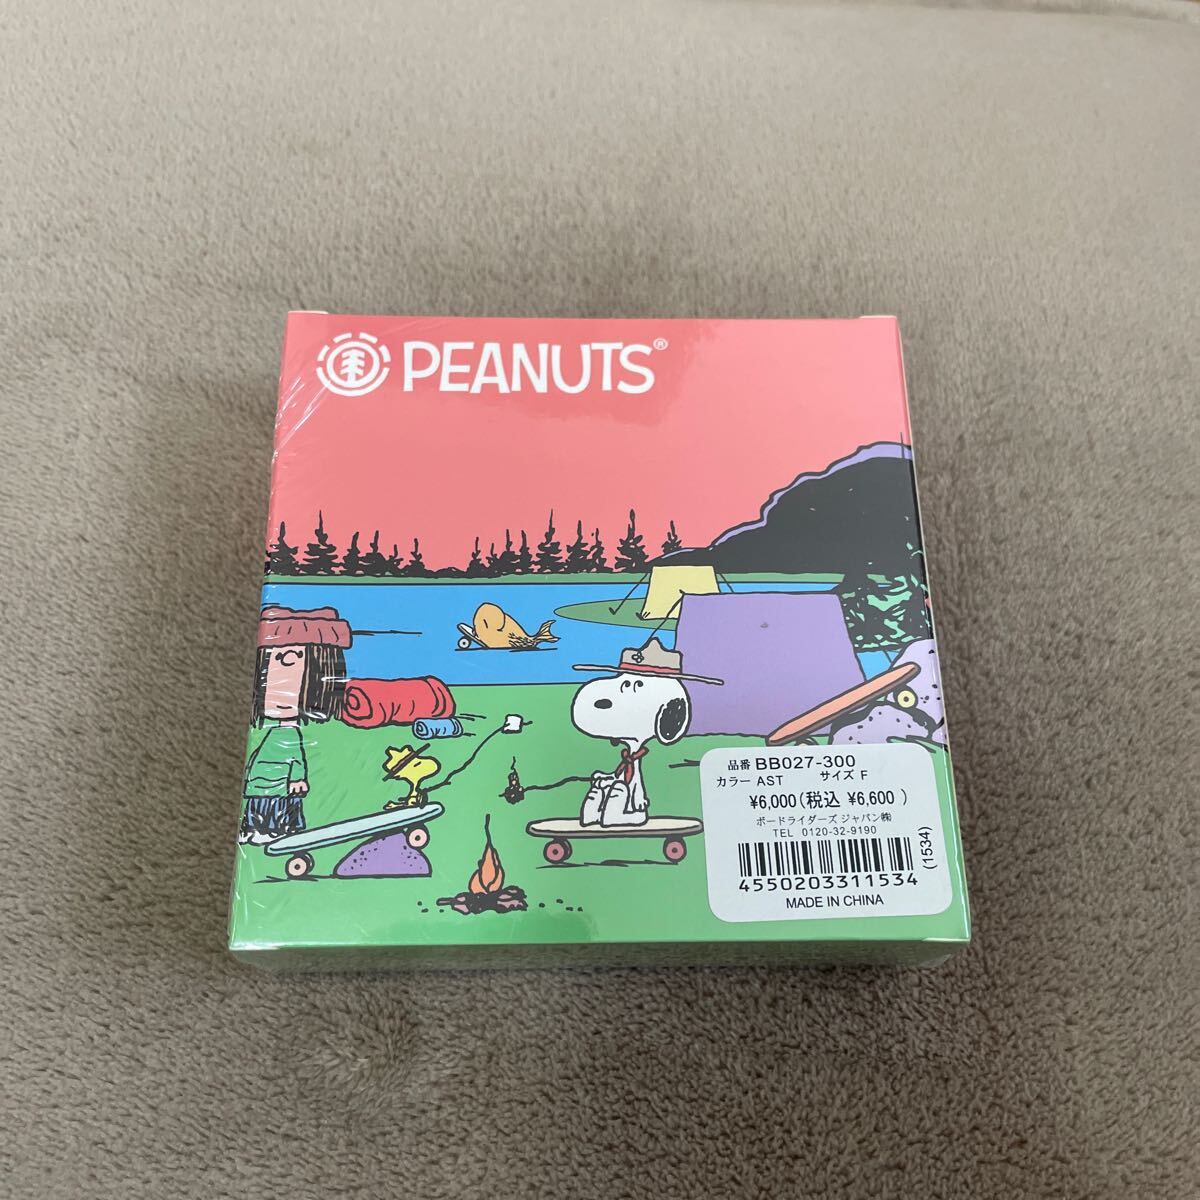 PEANUTS®
品番 BB027-300
カラー AST サイズ F
¥6,000(税込 ¥6,600 )
ボードライダーズ ジャパン㈱
TEL 0120-32-9190
(1534)
4550203311534
MADE IN CHINA